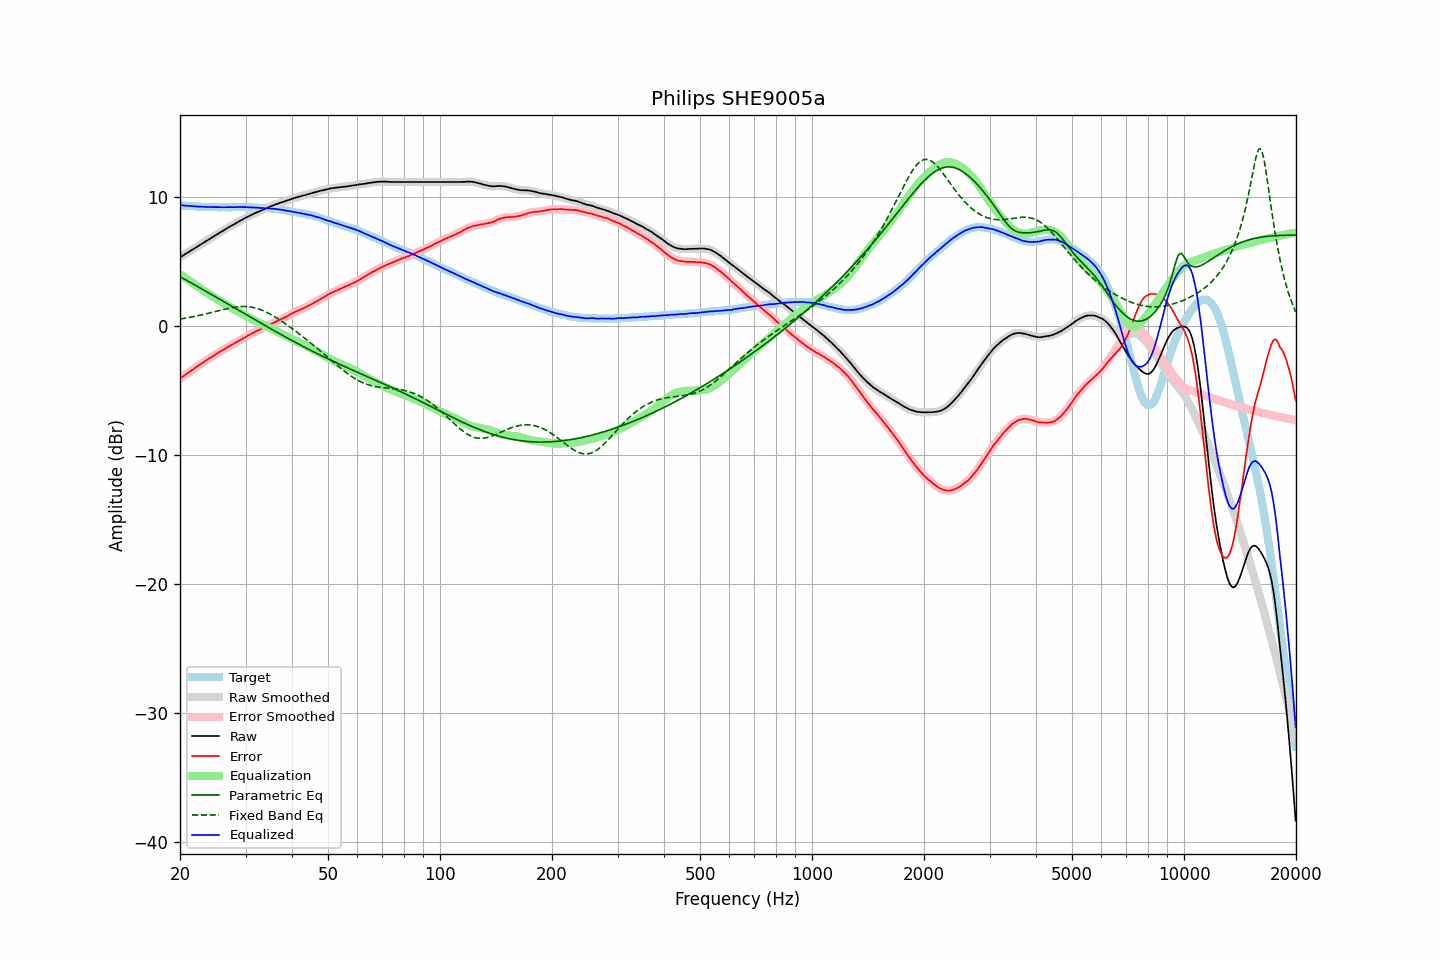 Philips SHE9005a
Amplitude (dBr)
10
0
−10
−20
−30
−40
Target
Raw Smoothed
Error Smoothed
Raw
Error
Equalization
Parametric Eq
Fixed Band Eq
Equalized
20 50 100 200 500 1000 2000 5000 10000 20000
Frequency (Hz)